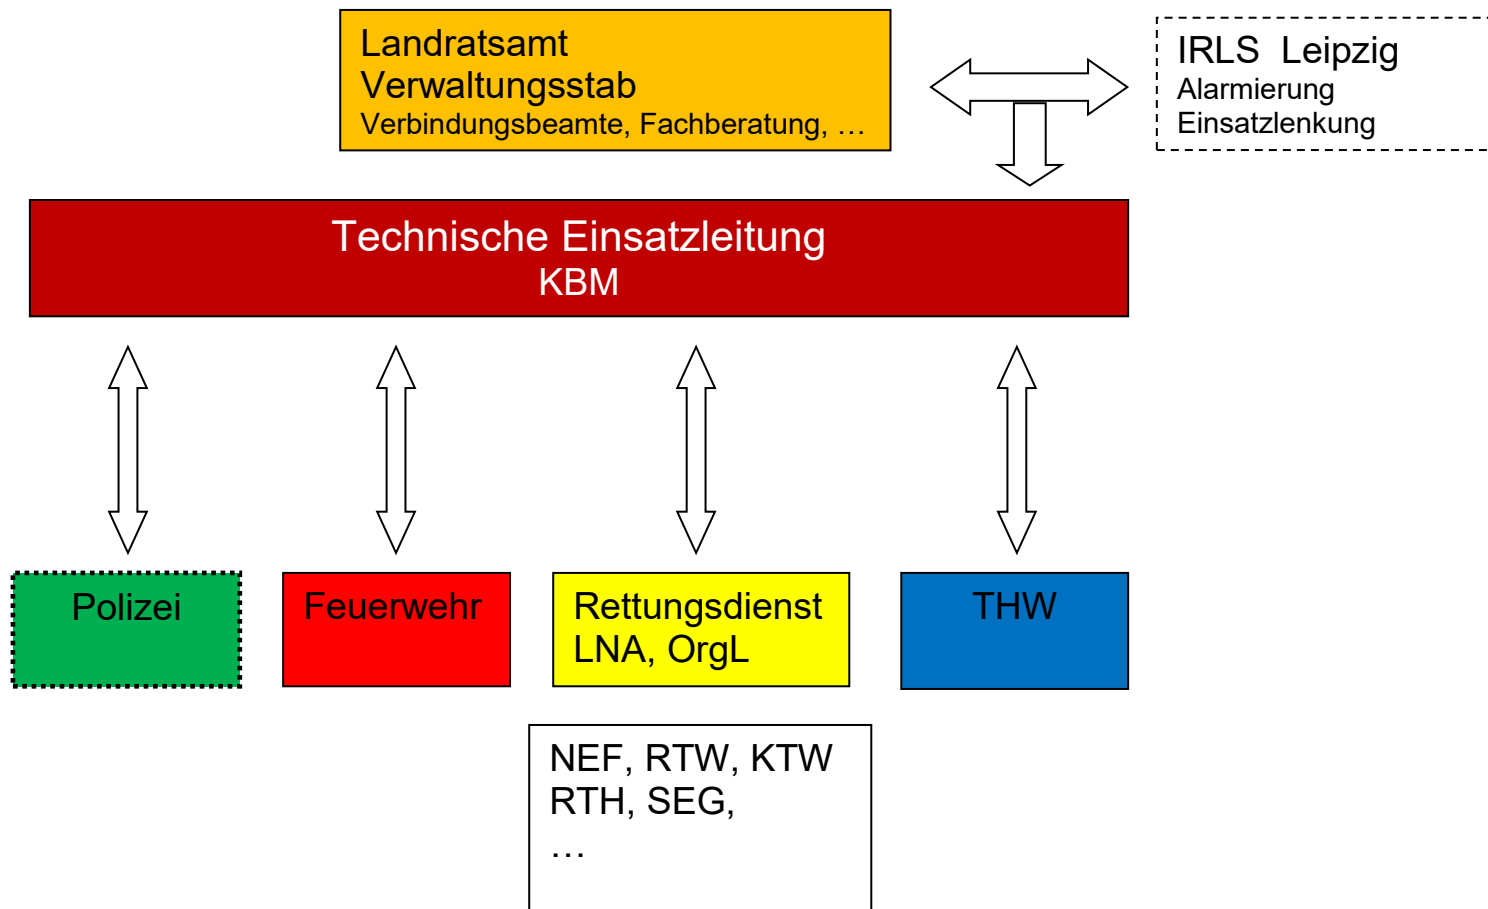 Landratsamt
Verwaltungsstab
Verbindungsbeamte, Fachberatung, …
IRLS Leipzig
Alarmierung
Einsatzlenkung
Technische Einsatzleitung
KBM
Polizei
Feuerwehr
Rettungsdienst
LNA, OrgL
THW
NEF, RTW, KTW
RTH, SEG,
…